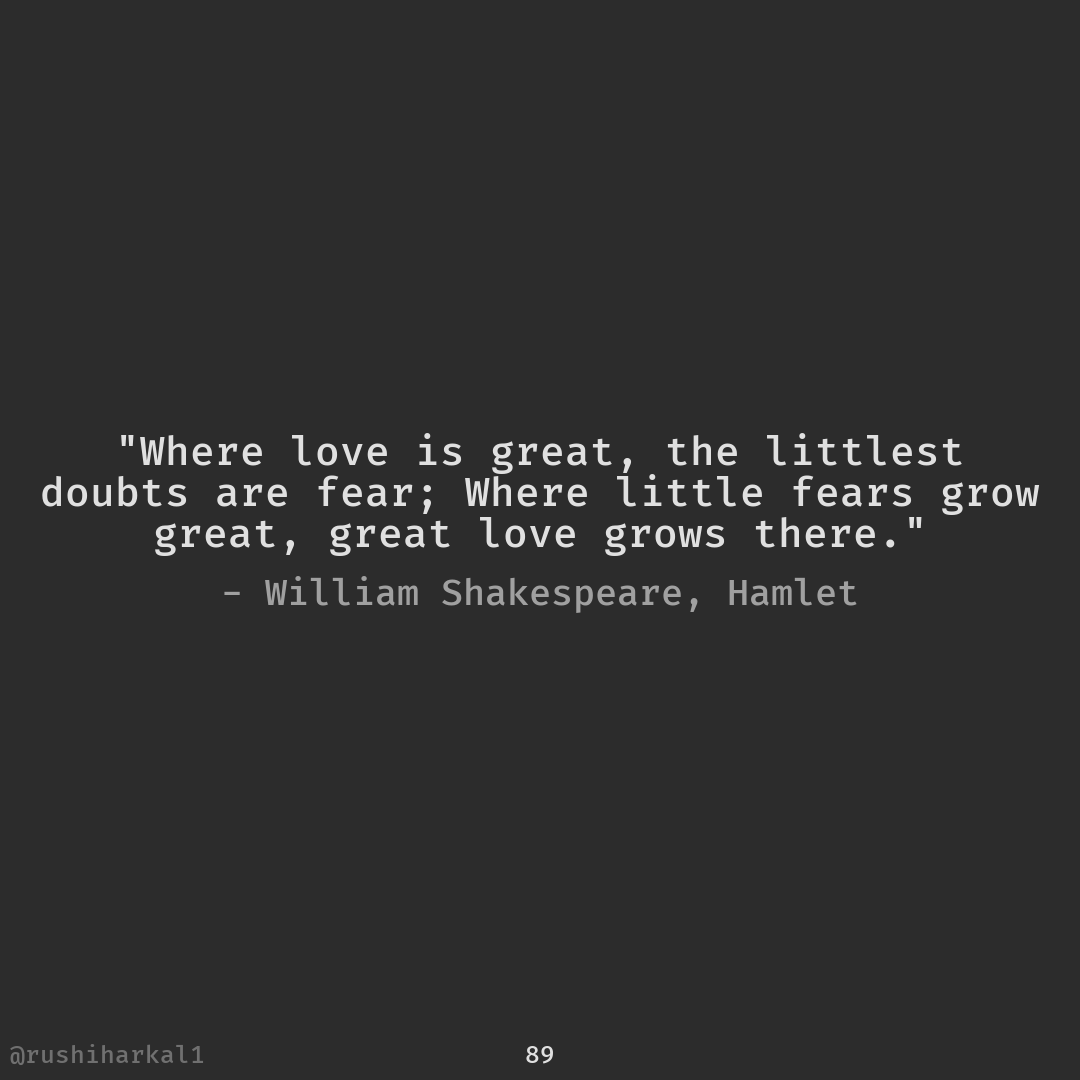 "Where love is great, the littlest
doubts are fear; Where little fears grow
great, great love grows there."
– William Shakespeare, Hamlet
@rushiharkal1
89